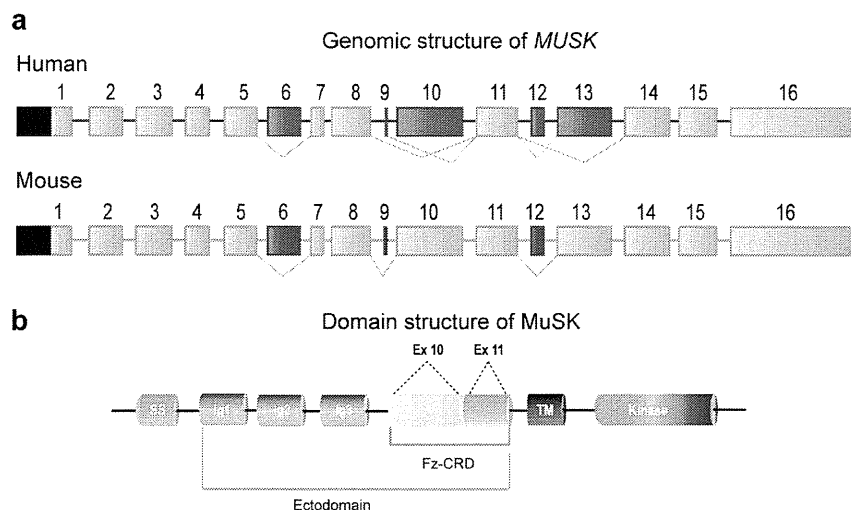 a
Genomic structure of MUSK
Human
1 2 3 4 5 6 7 8 9 10 11 12 13 14 15 16
Mouse
1 2 3 4 5 6 7 8 9 10 11 12 13 14 15 16
b
Domain structure of MuSK
Ex 10 Ex 11
SS TM Kinase
Fz-CRD
Ectodomain